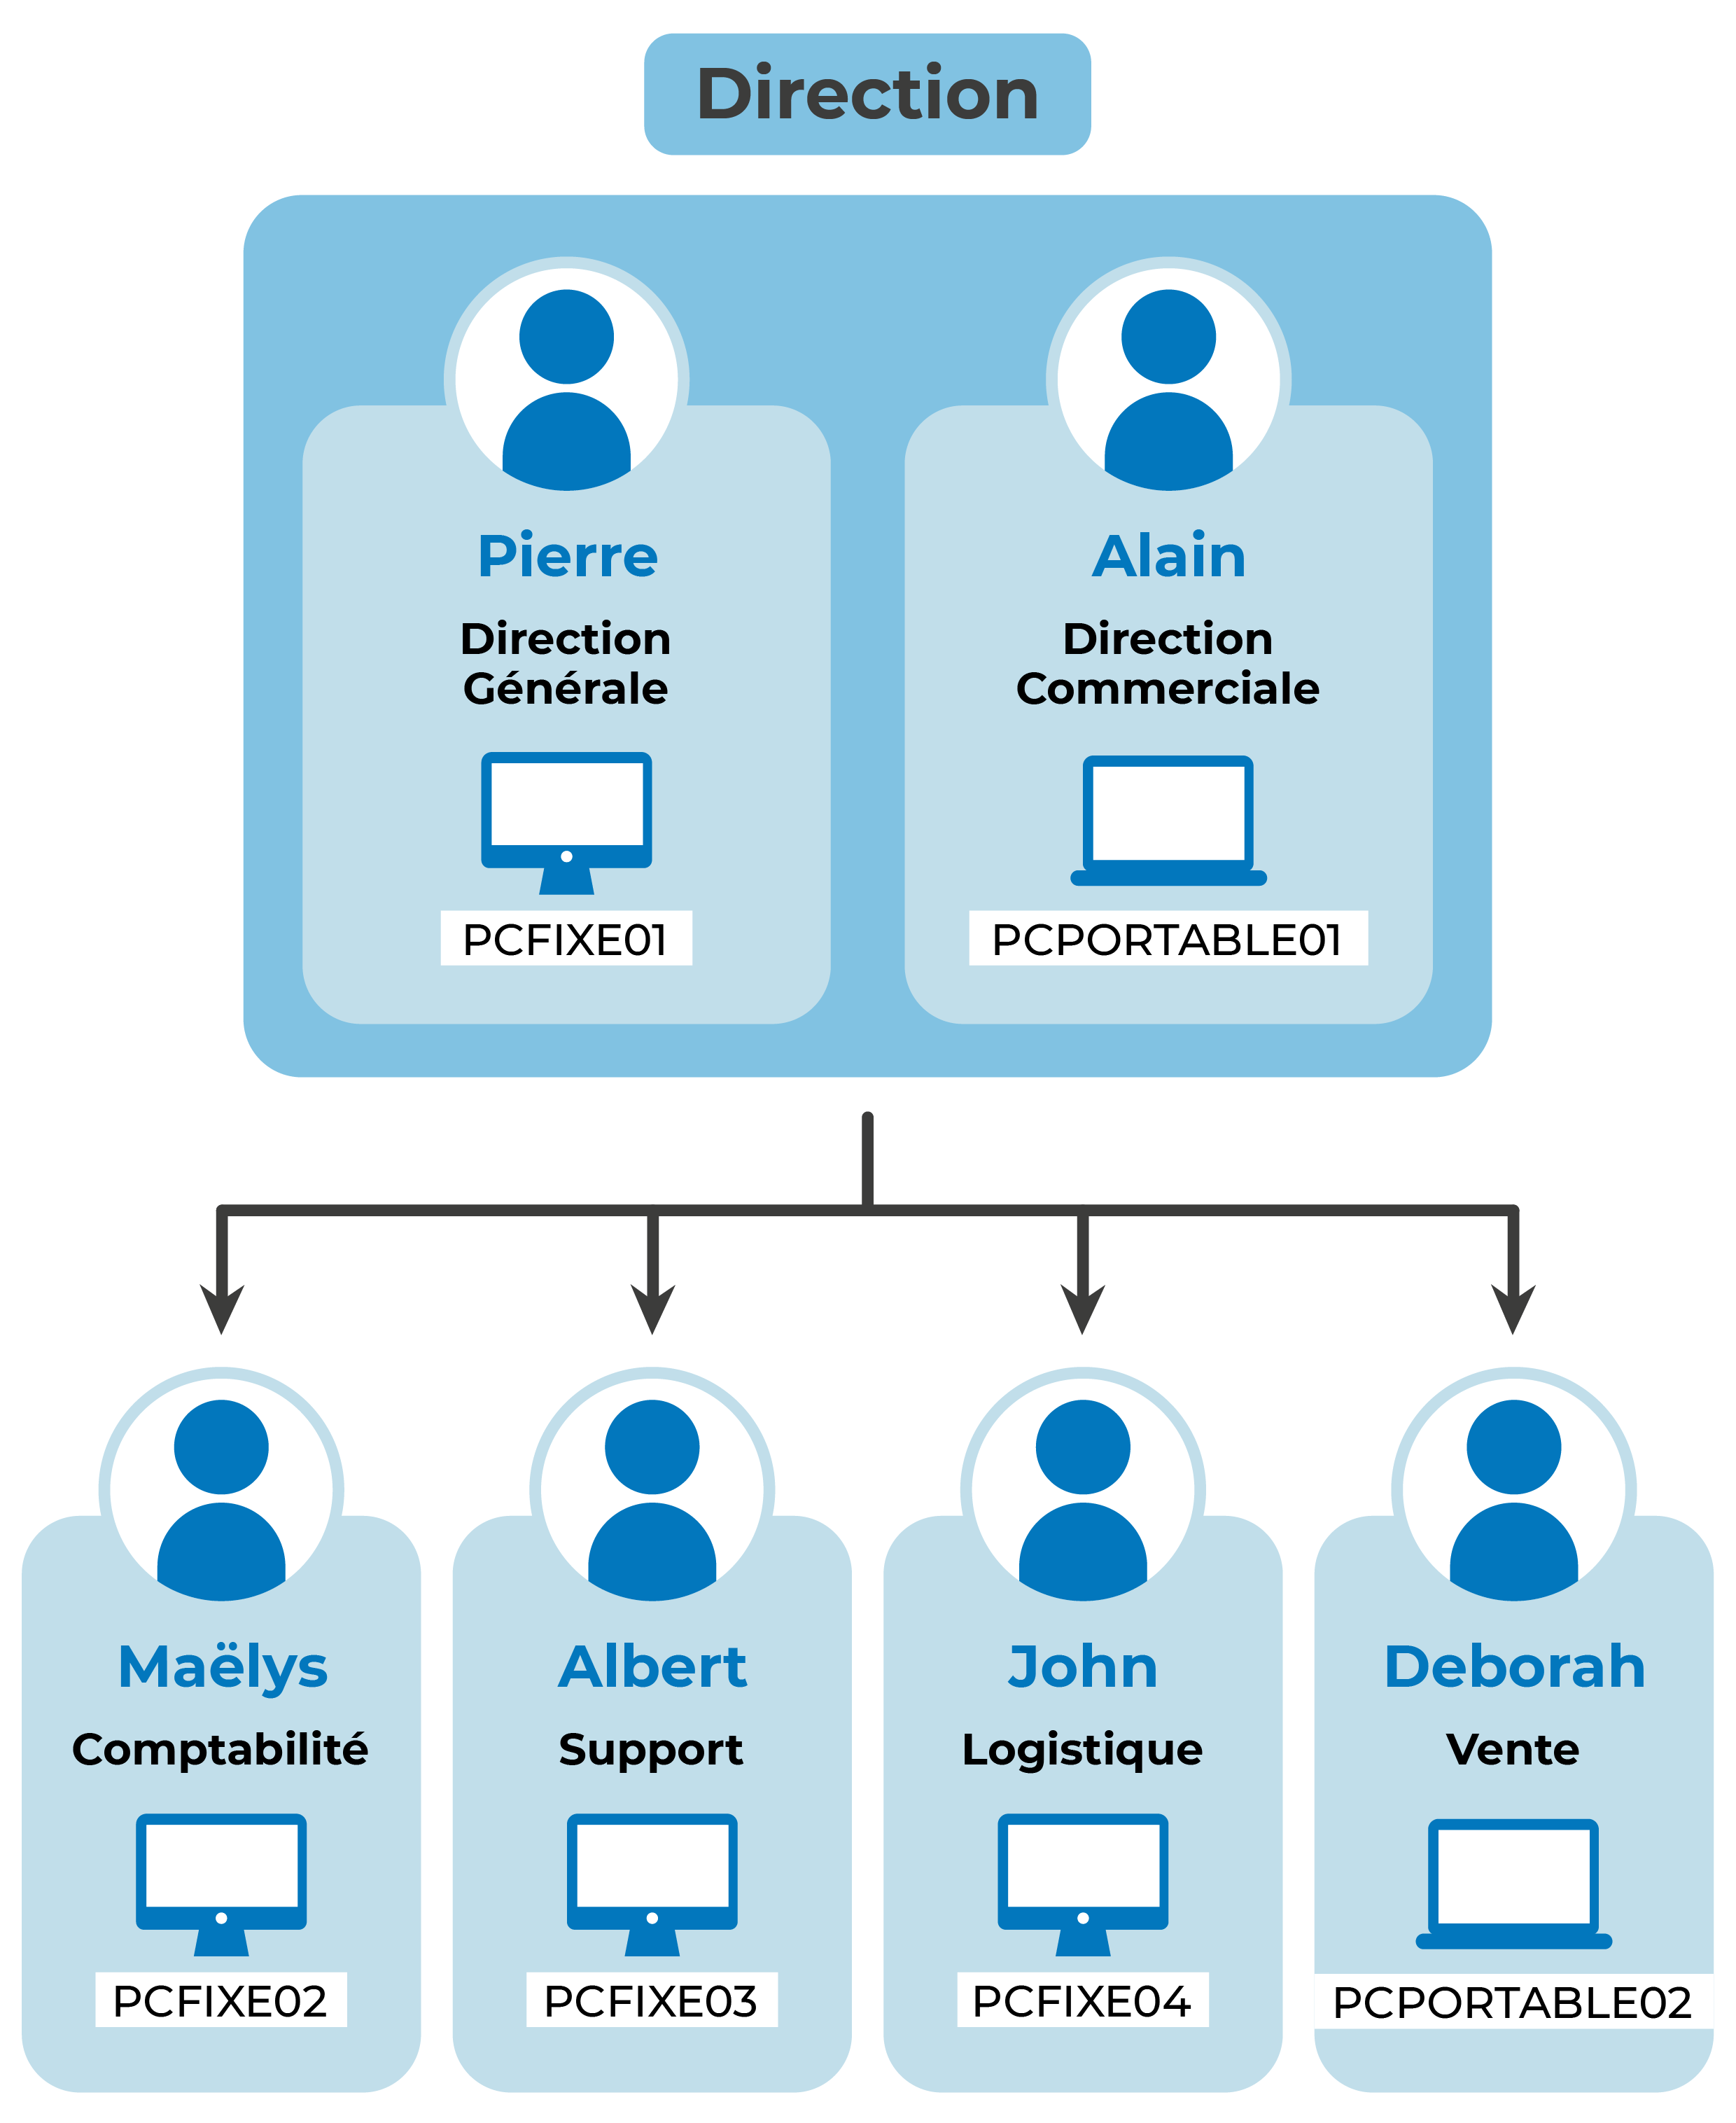 Direction
Pierre
Direction
Générale
PCFIXE01
Alain
Direction
Commerciale
PCPORTABLE01
Maëlys
Comptabilité
PCFIXE02
Albert
Support
PCFIXE03
John
Logistique
PCFIXE04
Deborah
Vente
PCPORTABLE02